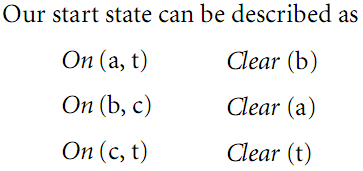 Our start state can be described as
On (a, t) Clear (b)
On (b, c) Clear (a)
On (c, t) Clear (t)